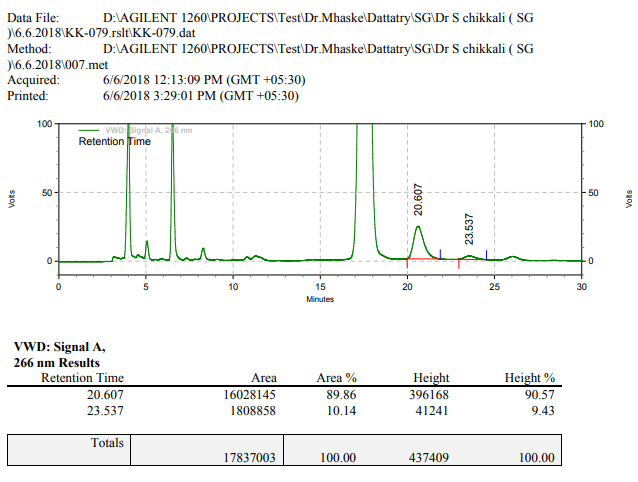 Data File: D:\AGILENT 1260\PROJECTS\Test\Dr.Mhaske\Dattatry\SG\Dr S chikkali ( SG
)\6.6.2018\KK-079.rslt\KK-079.dat
Method: D:\AGILENT 1260\PROJECTS\Test\Dr.Mhaske\Dattatry\SG\Dr S chikkali ( SG
)\6.6.2018\007.met
Acquired: 6/6/2018 12:13:09 PM (GMT +05:30)
Printed: 6/6/2018 3:29:01 PM (GMT +05:30)
100 100
VWD: Signal A, 266 nm
Retention Time
Volts 50 50 Volts
20.607
23.537
0 0
0 5 10 15 20 25 30
Minutes
VWD: Signal A,
266 nm Results
Retention Time Area Area % Height Height %
20.607 16028145 89.86 396168 90.57
23.537 1808858 10.14 41241 9.43
Totals
17837003 100.00 437409 100.00